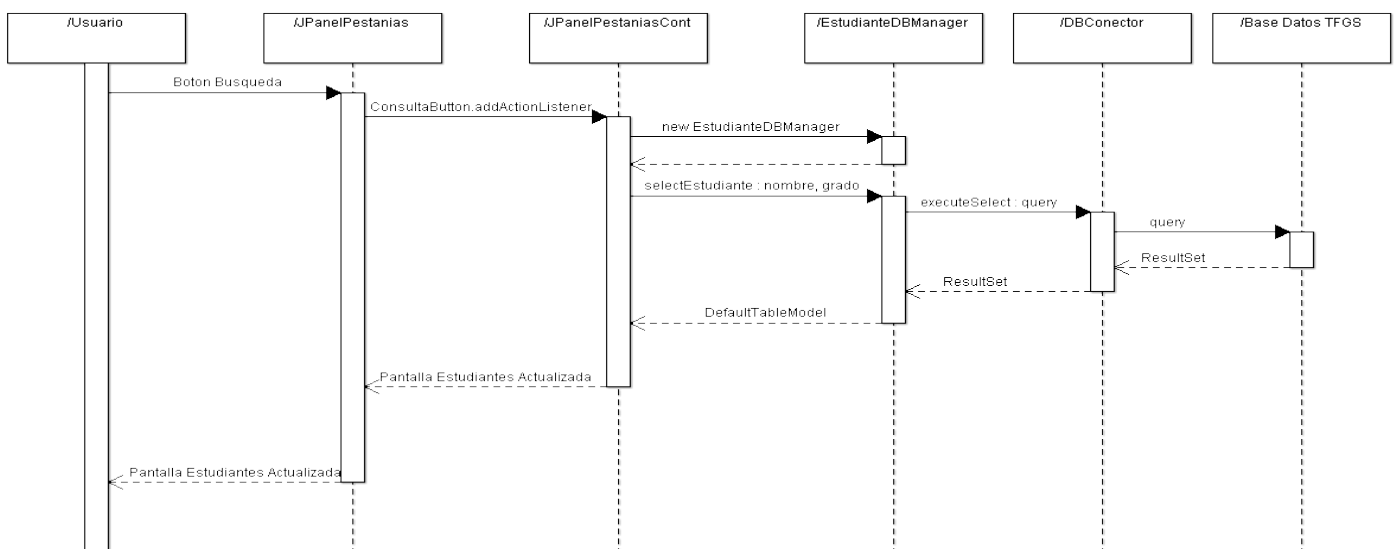 /Usuario
/JPanelPestanias
/JPanelPestaniasCont
/EstudianteDBManager
/DBConector
/Base Datos TFGS
Boton Busqueda
ConsultaButton.addActionListener
new EstudianteDBManager
selectEstudiante : nombre, grado
executeSelect : query
query
ResultSet
ResultSet
DefaultTableModel
Pantalla Estudiantes Actualizada
Pantalla Estudiantes Actualizada